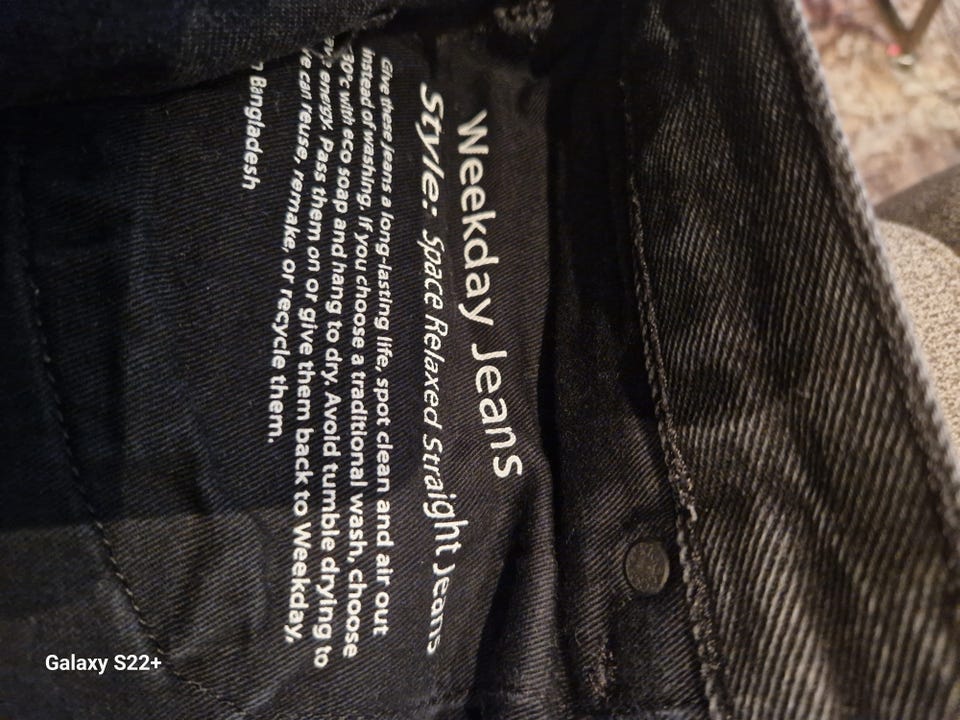 Weekday Jeans
Style: Space Relaxed Straight Jeans
Give these jeans a long-lasting life, spot clean and air out
instead of washing. If you choose a traditional wash, choose
30°c with eco soap and hang to dry. Avoid tumble drying to
energy. Pass them on or give them back to Weekday,
can reuse, remake, or recycle them.
Bangladesh
Galaxy S22+